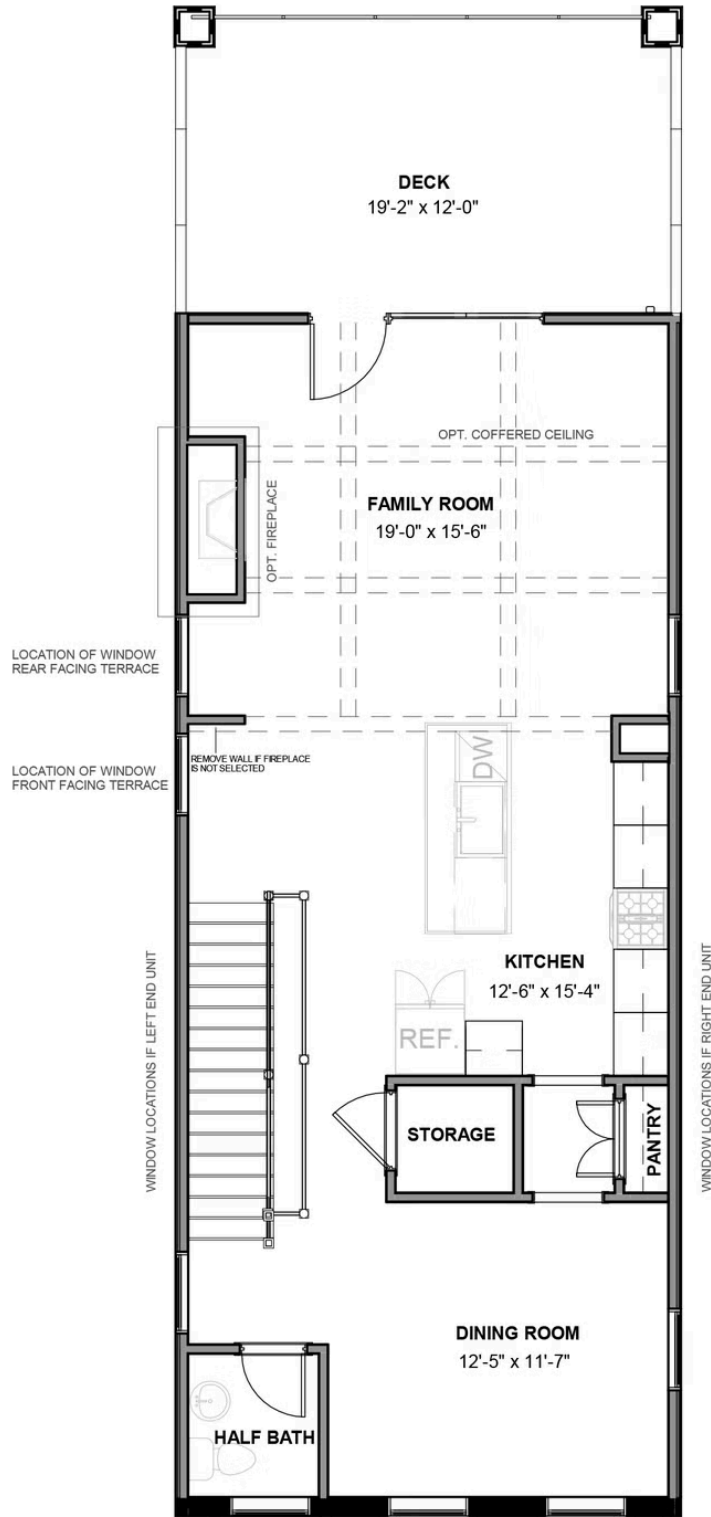 DECK
19'-2" x 12'-0"
OPT. COFFERED CEILING
OPT. FIREPLACE
FAMILY ROOM
19'-0" x 15'-6"
LOCATION OF WINDOW
REAR FACING TERRACE
REMOVE WALL IF FIREPLACE
IS NOT SELECTED
LOCATION OF WINDOW
FRONT FACING TERRACE
DW
KITCHEN
12'-6" x 15'-4"
REF.
WINDOW LOCATIONS IF LEFT END UNIT
WINDOW LOCATIONS IF RIGHT END UNIT
STORAGE
PANTRY
DINING ROOM
12'-5" x 11'-7"
HALF BATH